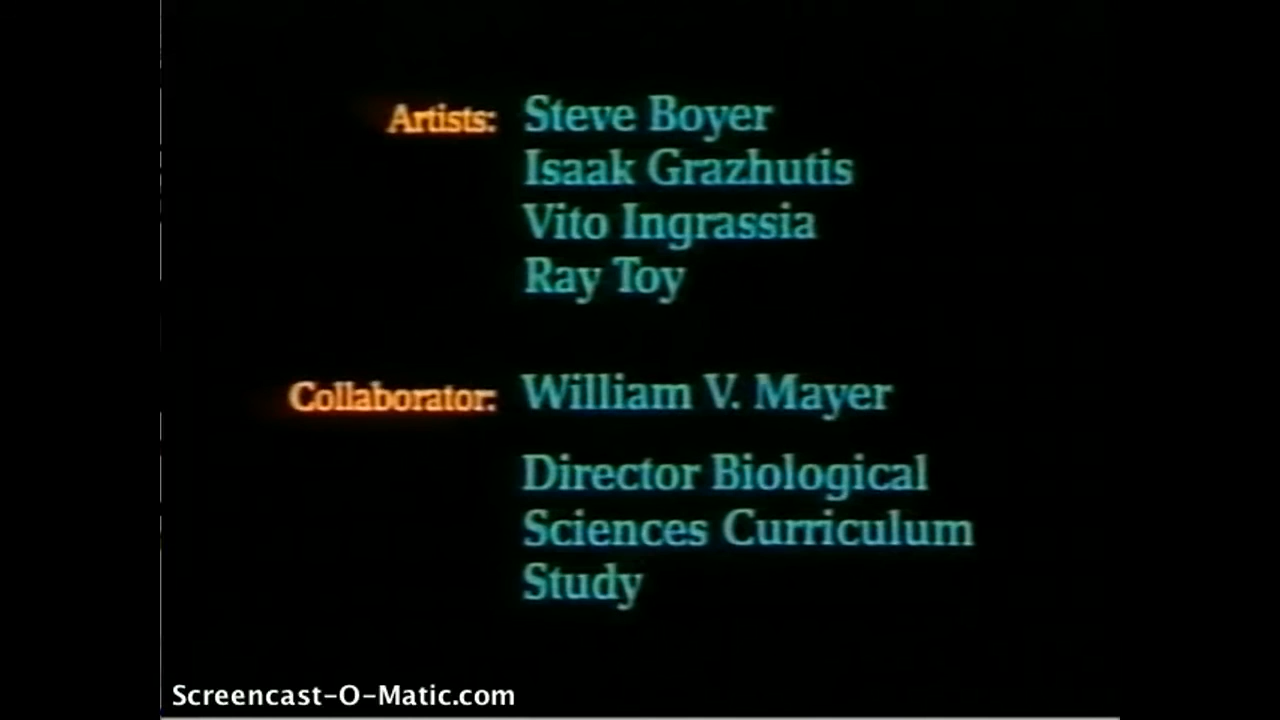 Artists: Steve Boyer
Isaak Grazhutis
Vito Ingrassia
Ray Toy
Collaborator: William V. Mayer
Director Biological
Sciences Curriculum
Study
Screencast-O-Matic.com